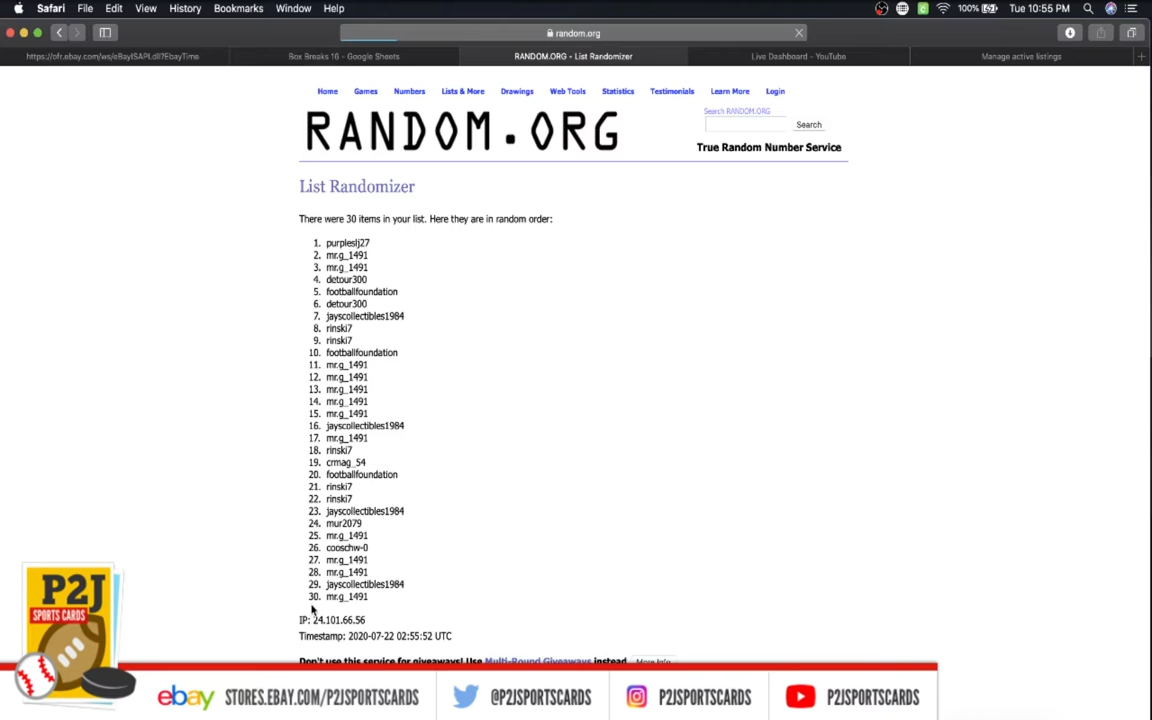 Safari File Edit View History Bookmarks Window Help 100% Tue 10:55 PM
random.org
https://ofr.ebay.com/ws/eBayISAPI.dll?EbayTime Box Breaks 16 - Google Sheets RANDOM.ORG - List Randomizer Live Dashboard - YouTube Manage active listings
Home Games Numbers Lists & More Drawings Web Tools Statistics Testimonials Learn More Login
Search RANDOM.ORG
RANDOM.ORG
Search
True Random Number Service
List Randomizer
There were 30 items in your list. Here they are in random order:
1. purpleslj27
2. mr.g_1491
3. mr.g_1491
4. detour300
5. footballfoundation
6. detour300
7. jayscollectibles1984
8. rinski7
9. rinski7
10. footballfoundation
11. mr.g_1491
12. mr.g_1491
13. mr.g_1491
14. mr.g_1491
15. mr.g_1491
16. jayscollectibles1984
17. mr.g_1491
18. rinski7
19. crmag_54
20. footballfoundation
21. rinski7
22. rinski7
23. jayscollectibles1984
24. mur2079
25. mr.g_1491
26. cooschw-0
27. mr.g_1491
28. mr.g_1491
29. jayscollectibles1984
30. mr.g_1491
IP: 24.101.66.56
Timestamp: 2020-07-22 02:55:52 UTC
Don't use this service for giveaways! Use Multi-Round Giveaways instead More Info
P2J
SPORTS CARDS
ebay STORES.EBAY.COM/P2JSPORTSCARDS @P2JSPORTSCARDS P2JSPORTSCARDS P2JSPORTSCARDS